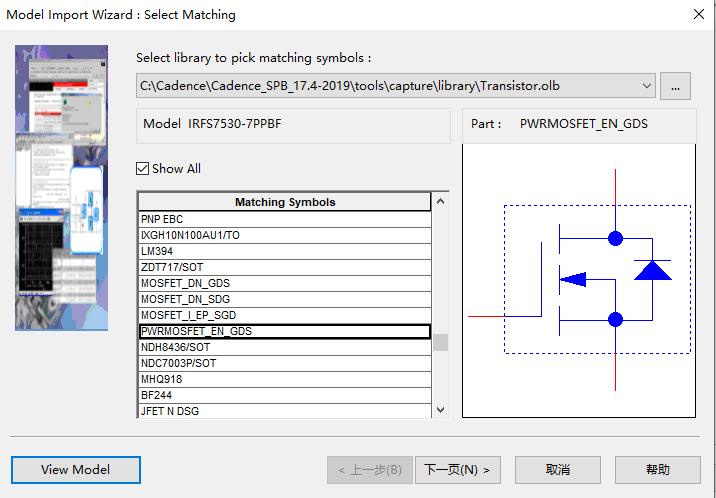 Model Import Wizard : Select Matching
Select library to pick matching symbols :
C:\Cadence\Cadence_SPB_17.4-2019\tools\capture\library\Transistor.olb
...
Model IRFS7530-7PPBF
Part : PWRMOSFET_EN_GDS
Show All
Matching Symbols
PNP EBC
IXGH10N100AU1/TO
LM394
ZDT717/SOT
MOSFET_DN_GDS
MOSFET_DN_SDG
MOSFET_I_EP_SGD
PWRMOSFET_EN_GDS
NDH8436/SOT
NDC7003P/SOT
MHQ918
BF244
JFET N DSG
View Model
< 上一步(B)
下一页(N) >
取消
帮助